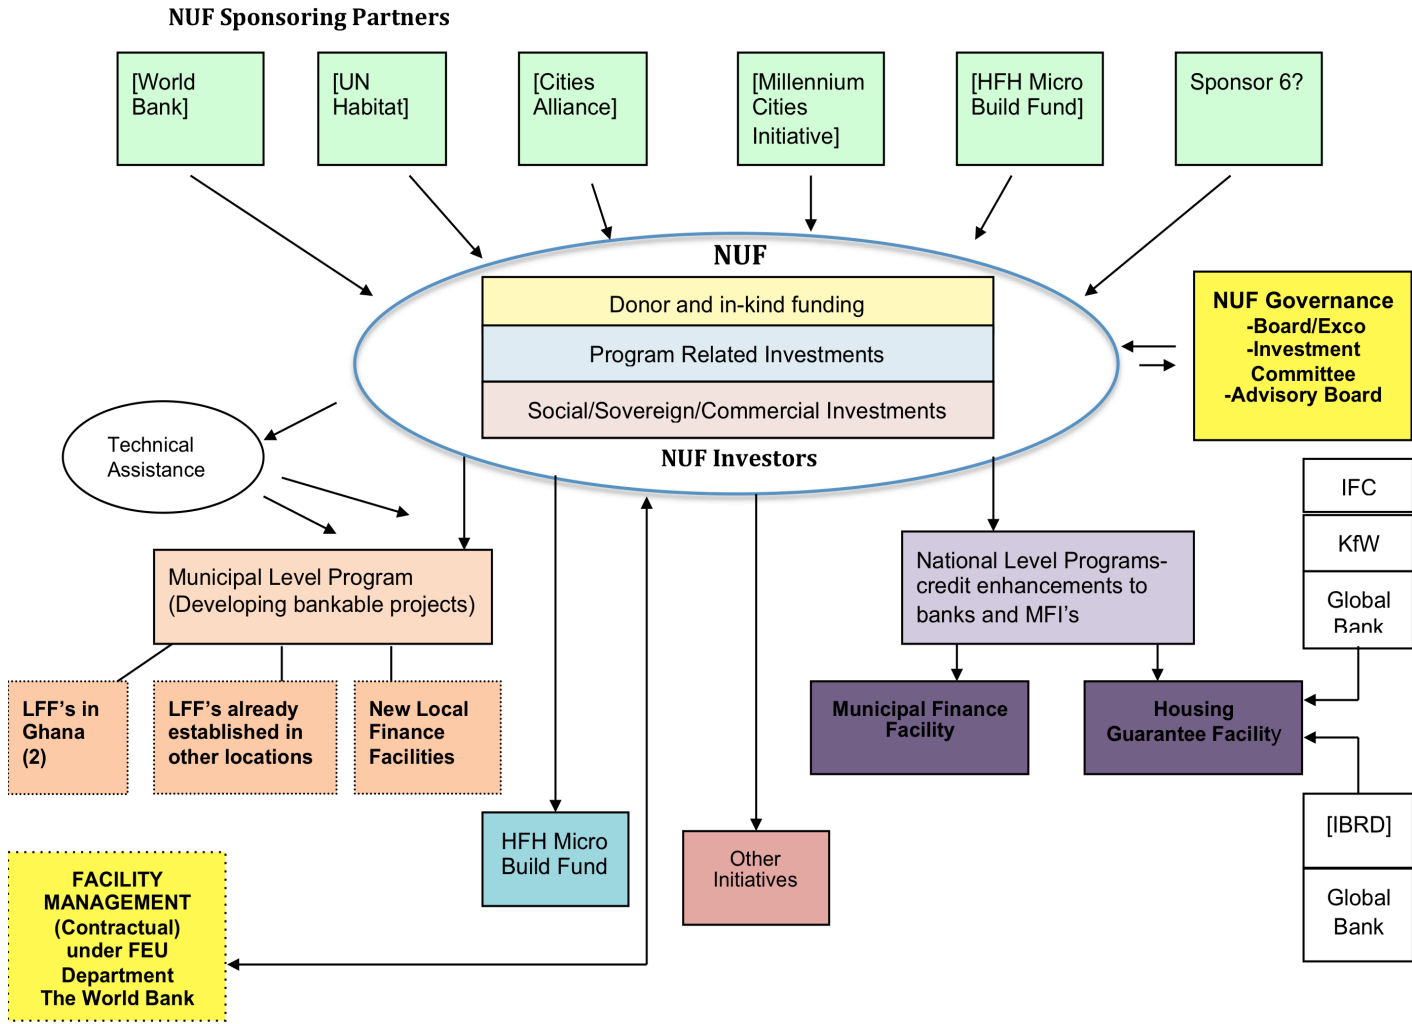 NUF Sponsoring Partners
[World
Bank]
[UN
Habitat]
[Cities
Alliance]
[Millennium
Cities
Initiative]
[HFH Micro
Build Fund]
Sponsor 6?
NUF
Donor and in-kind funding
Program Related Investments
Social/Sovereign/Commercial Investments
NUF Investors
NUF Governance
-Board/Exco
-Investment
Committee
-Advisory Board
Technical
Assistance
IFC
KfW
Global
Bank
Municipal Level Program
(Developing bankable projects)
National Level Programs-
credit enhancements to
banks and MFI's
LFF's in
Ghana
(2)
LFF's already
established in
other locations
New Local
Finance
Facilities
Municipal Finance
Facility
Housing
Guarantee Facility
HFH Micro
Build Fund
Other
Initiatives
[IBRD]
Global
Bank
FACILITY
MANAGEMENT
(Contractual)
under FEU
Department
The World Bank